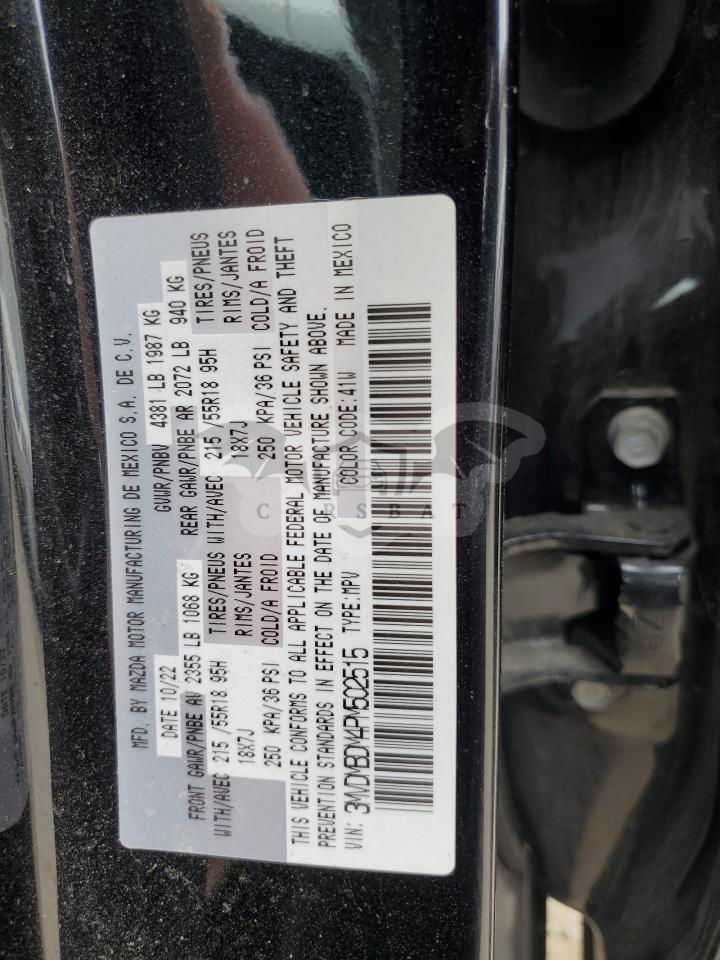 MFD. BY MAZDA MOTOR MANUFACTURING DE MEXICO S.A. DE C.V.
DATE 10/22 GVWR/PNBV 4381 LB 1987 KG
FRONT GAWR/PNBE AV 2355 LB 1068 KG REAR GAWR/PNBE AR 2072 LB 940 KG
WITH/AVEC 215 /55R18 95H TIRES/PNEUS WITH/AVEC 215 /55R18 95H TIRES/PNEUS
18X7J RIMS/JANTES 18X7J RIMS/JANTES
250 KPA/36 PSI COLD/A FROID 250 KPA/36 PSI COLD/A FROID
THIS VEHICLE CONFORMS TO ALL APPLICABLE FEDERAL MOTOR VEHICLE SAFETY AND THEFT
PREVENTION STANDARDS IN EFFECT ON THE DATE OF MANUFACTURE SHOWN ABOVE.
VIN: 3MVDMBDM4PM502515 TYPE:MPV COLOR CODE:41W MADE IN MEXICO
CARSBAT